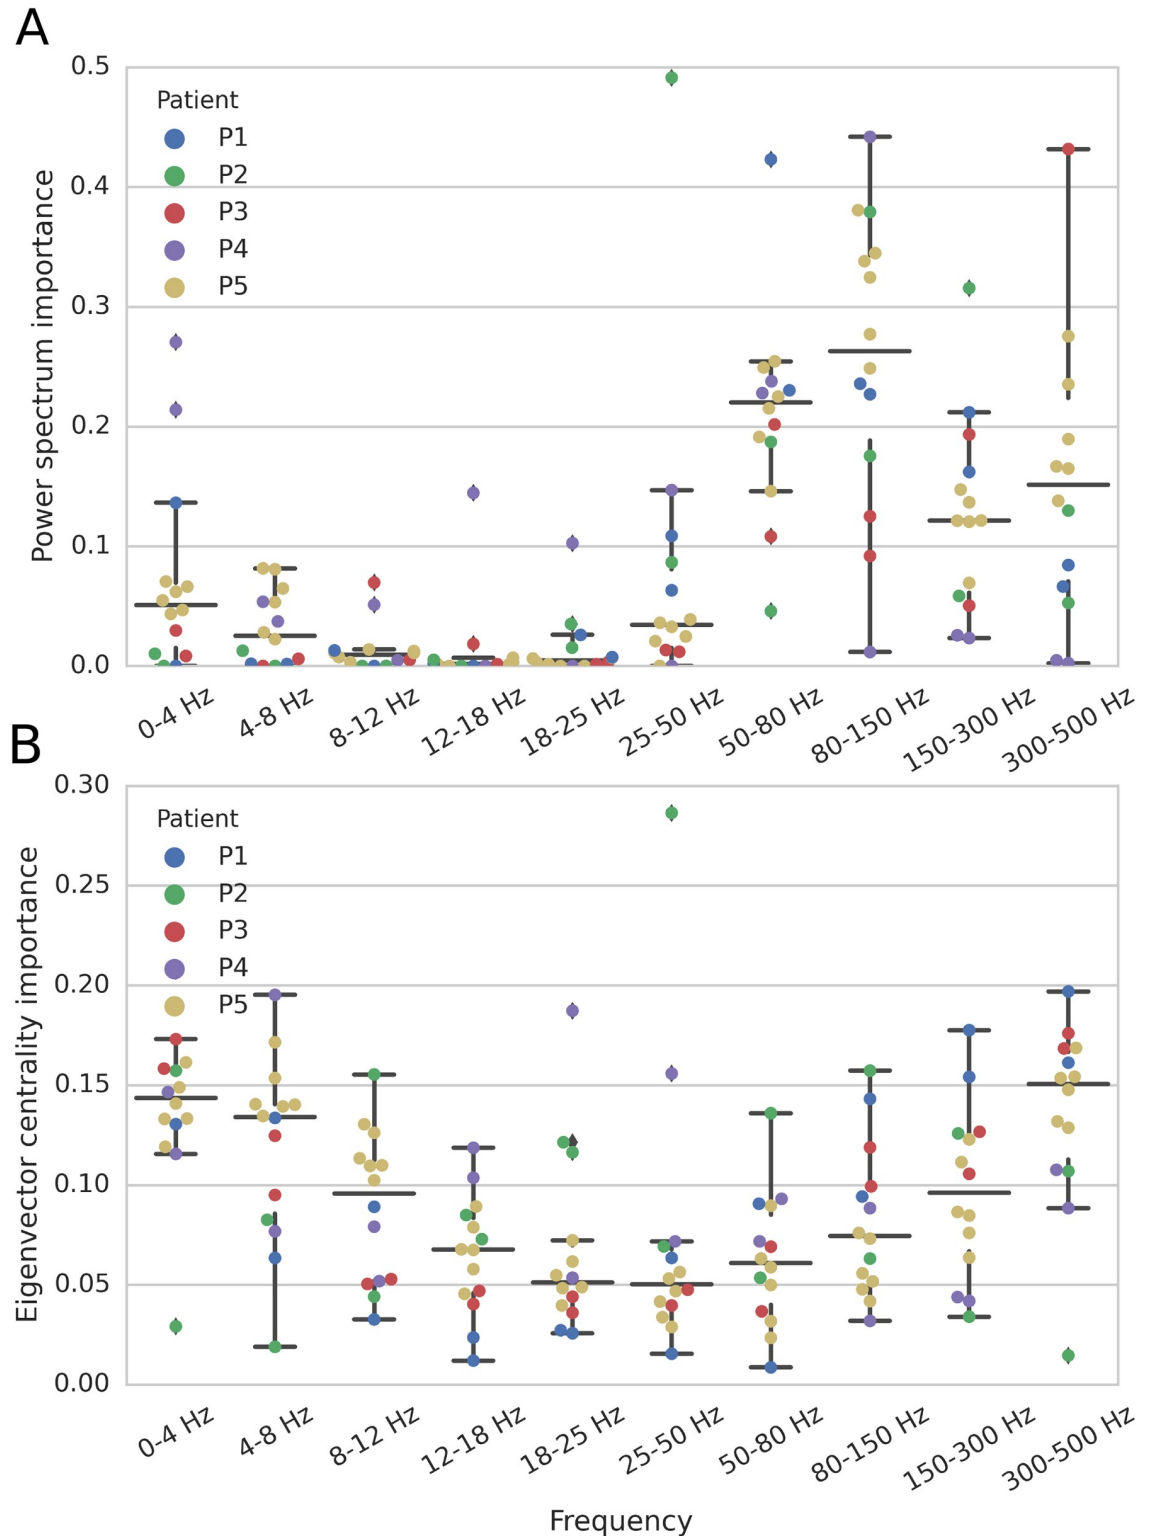 A
Power spectrum importance
0.5
0.4
0.3
0.2
0.1
0.0
Patient
P1
P2
P3
P4
P5
0-4 Hz
4-8 Hz
8-12 Hz
12-18 Hz
18-25 Hz
25-50 Hz
50-80 Hz
80-150 Hz
150-300 Hz
300-500 Hz
B
Eigenvector centrality importance
0.30
0.25
0.20
0.15
0.10
0.05
0.00
Patient
P1
P2
P3
P4
P5
0-4 Hz
4-8 Hz
8-12 Hz
12-18 Hz
18-25 Hz
25-50 Hz
50-80 Hz
80-150 Hz
150-300 Hz
300-500 Hz
Frequency